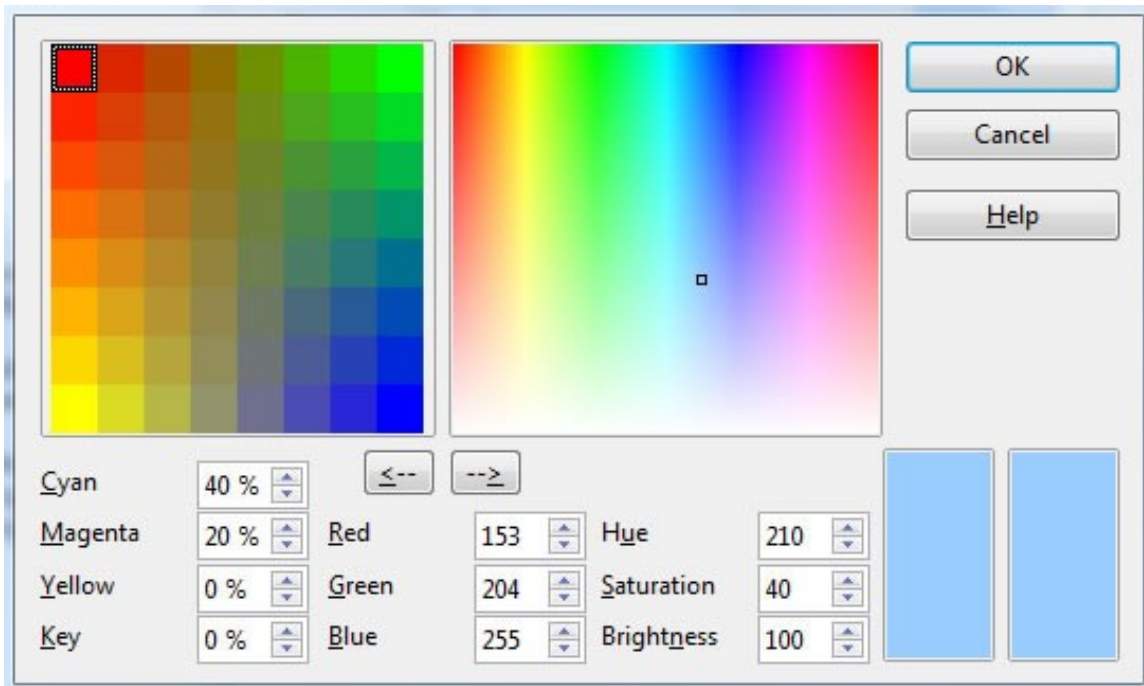 OK
Cancel
Help
<-- -->
Cyan 40 %
Magenta 20 % Red 153 Hue 210
Yellow 0 % Green 204 Saturation 40
Key 0 % Blue 255 Brightness 100